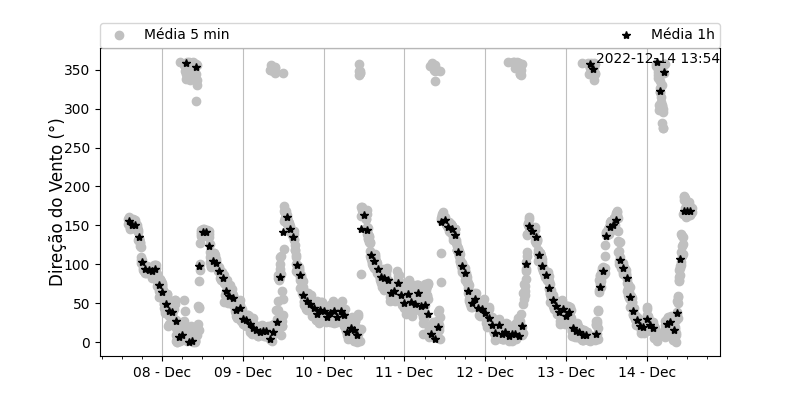 Média 5 min
Média 1h
2022-12-14 13:54
Direção do Vento (°)
350
300
250
200
150
100
50
0
08 - Dec
09 - Dec
10 - Dec
11 - Dec
12 - Dec
13 - Dec
14 - Dec